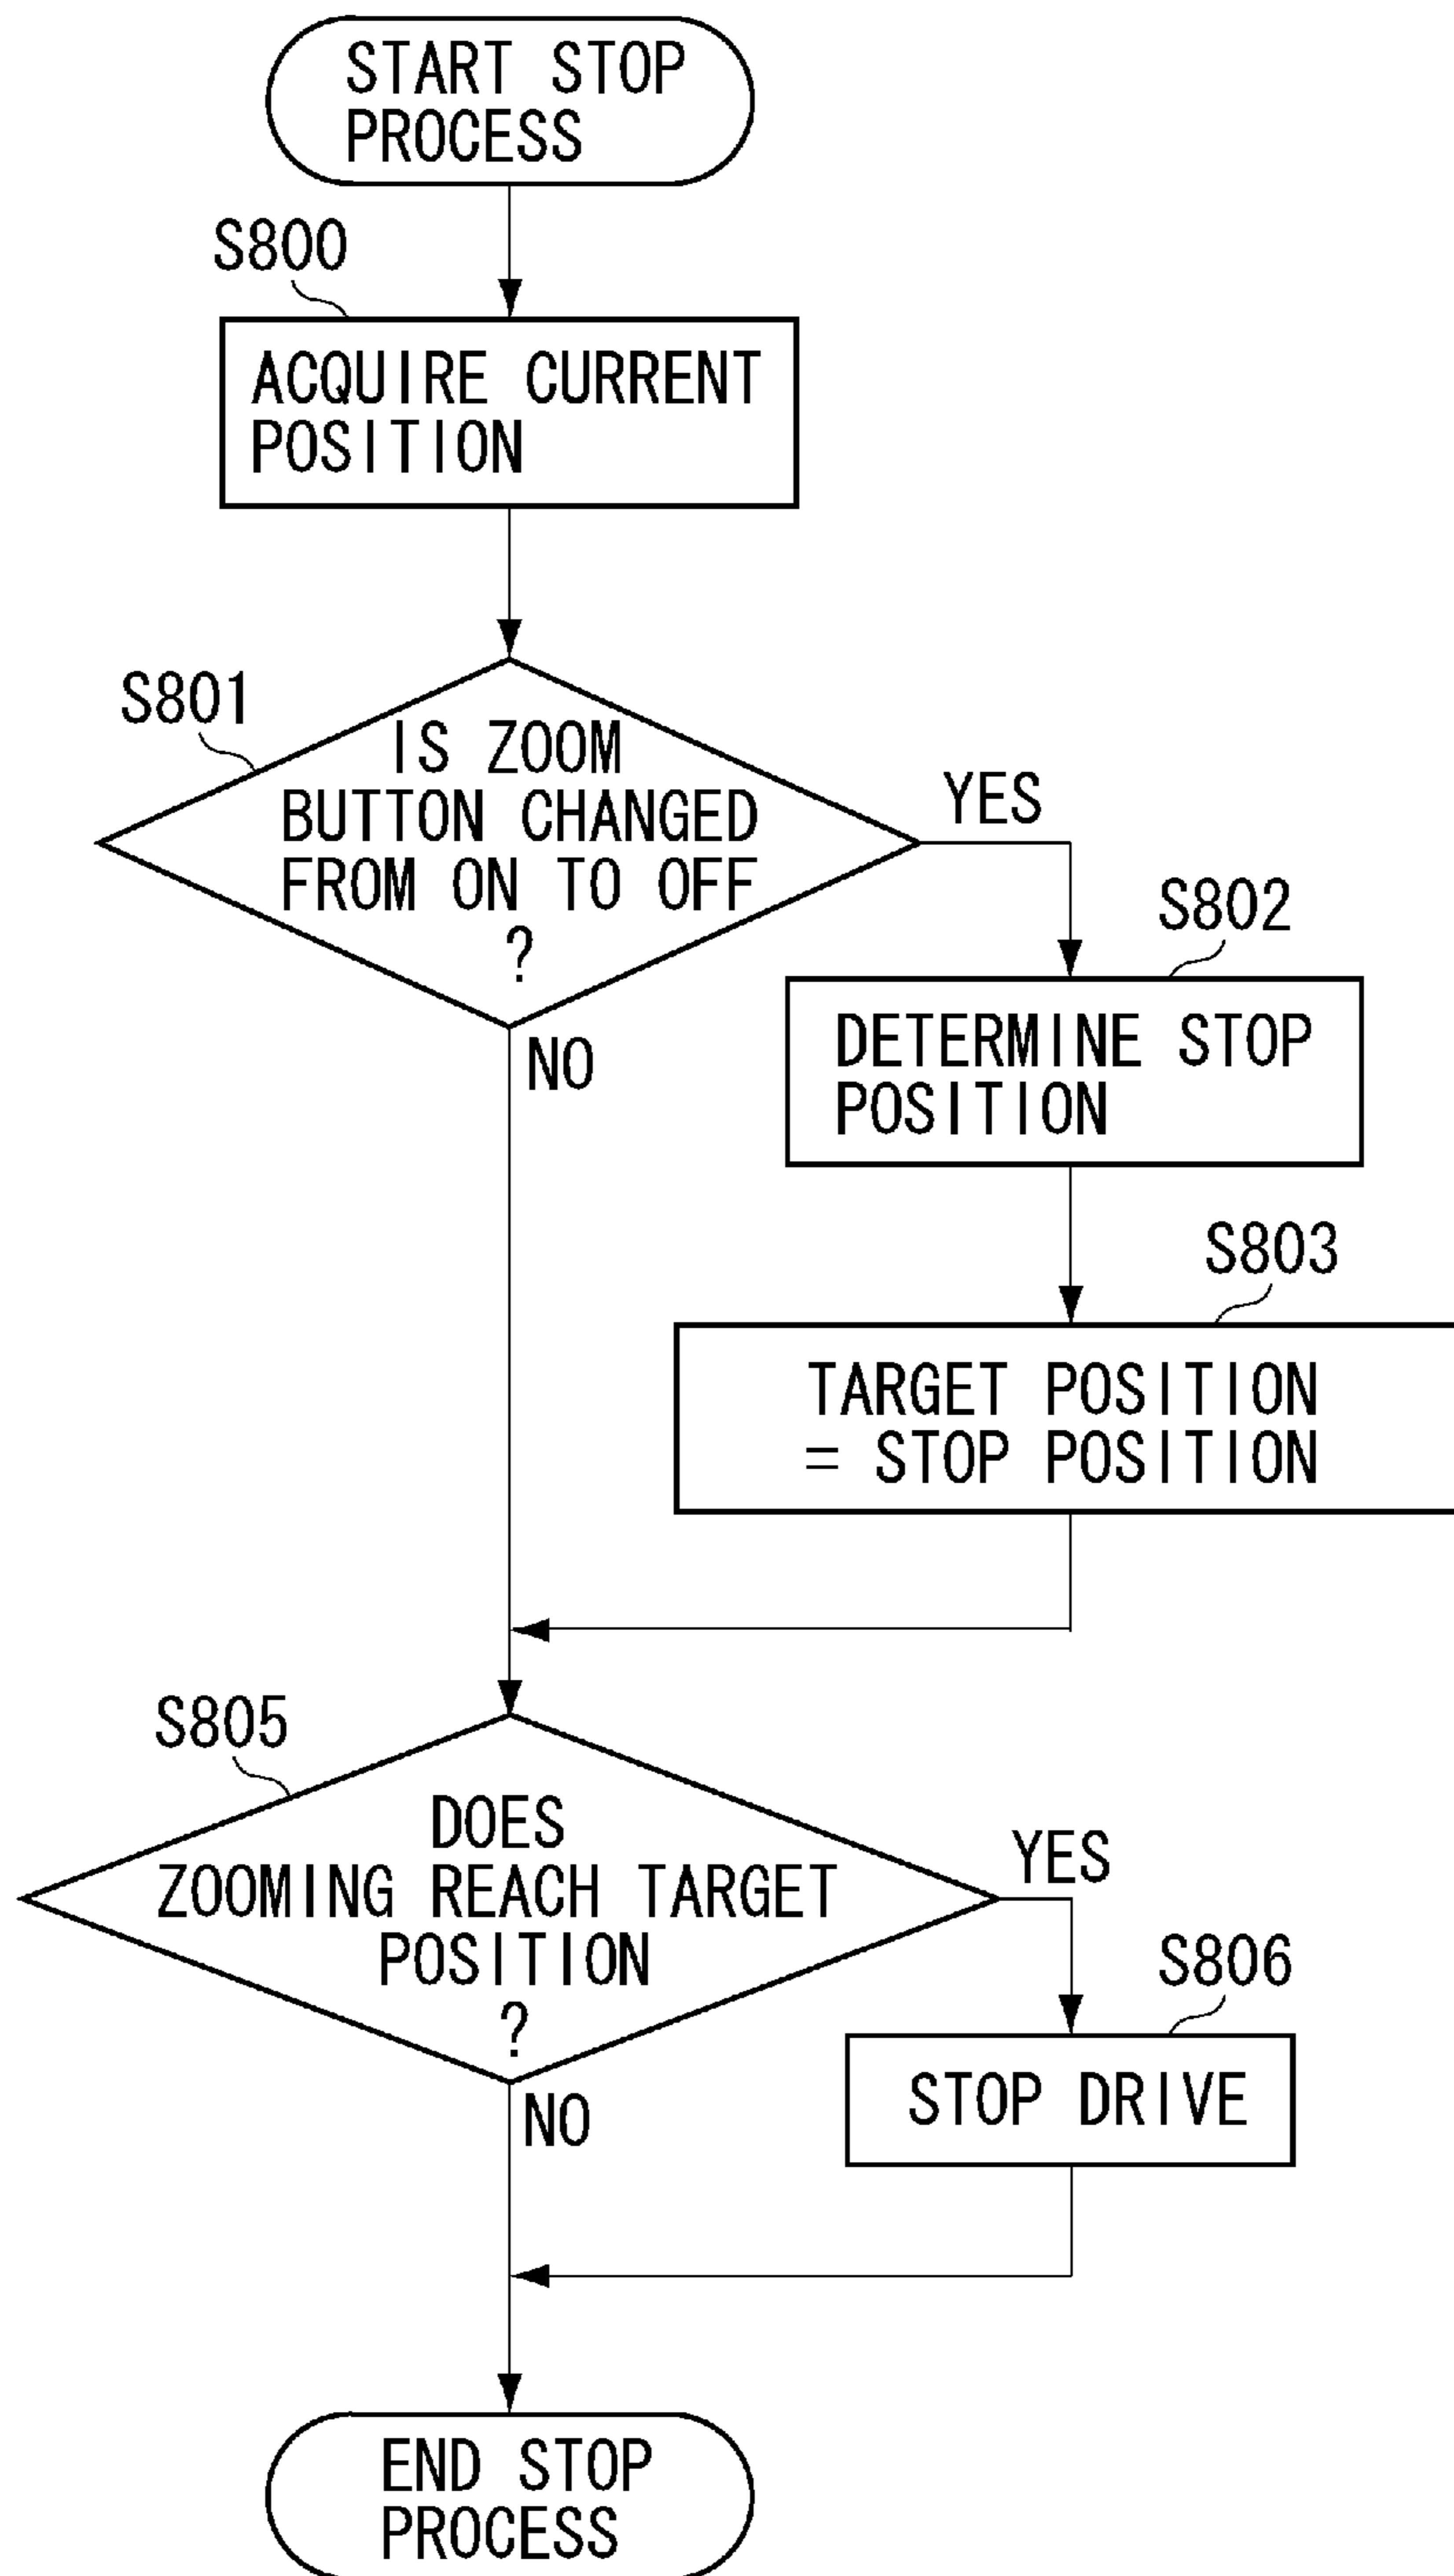 START STOP
PROCESS
S800
ACQUIRE CURRENT
POSITION
S801
IS ZOOM
BUTTON CHANGED
FROM ON TO OFF
?
YES
NO
S802
DETERMINE STOP
POSITION
S803
TARGET POSITION
= STOP POSITION
S805
DOES
ZOOMING REACH TARGET
POSITION
?
YES
NO
S806
STOP DRIVE
END STOP
PROCESS